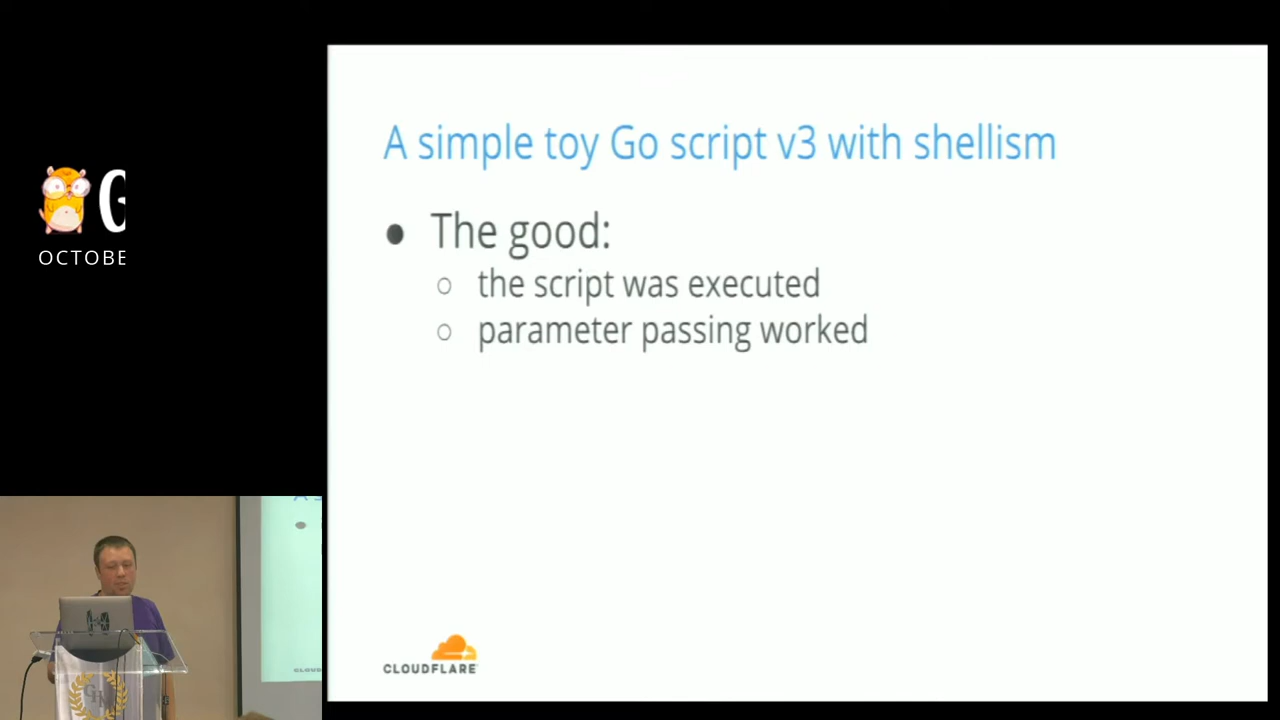 G
OCTOBE
A simple toy Go script v3 with shellism
The good:
the script was executed
parameter passing worked
CLOUDFLARE